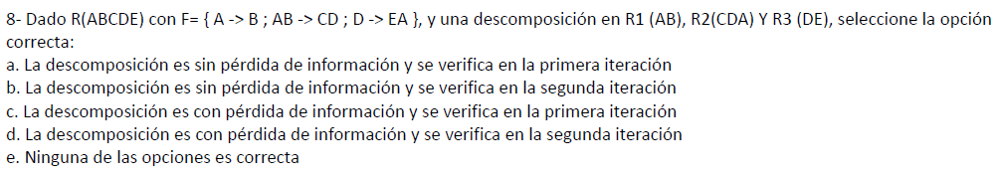 8- Dado R(ABCDE) con F= { A -> B ; AB -> CD ; D -> EA }, y una descomposición en R1 (AB), R2(CDA) Y R3 (DE), seleccione la opción
correcta:
a. La descomposición es sin pérdida de información y se verifica en la primera iteración
b. La descomposición es sin pérdida de información y se verifica en la segunda iteración
c. La descomposición es con pérdida de información y se verifica en la primera iteración
d. La descomposición es con pérdida de información y se verifica en la segunda iteración
e. Ninguna de las opciones es correcta